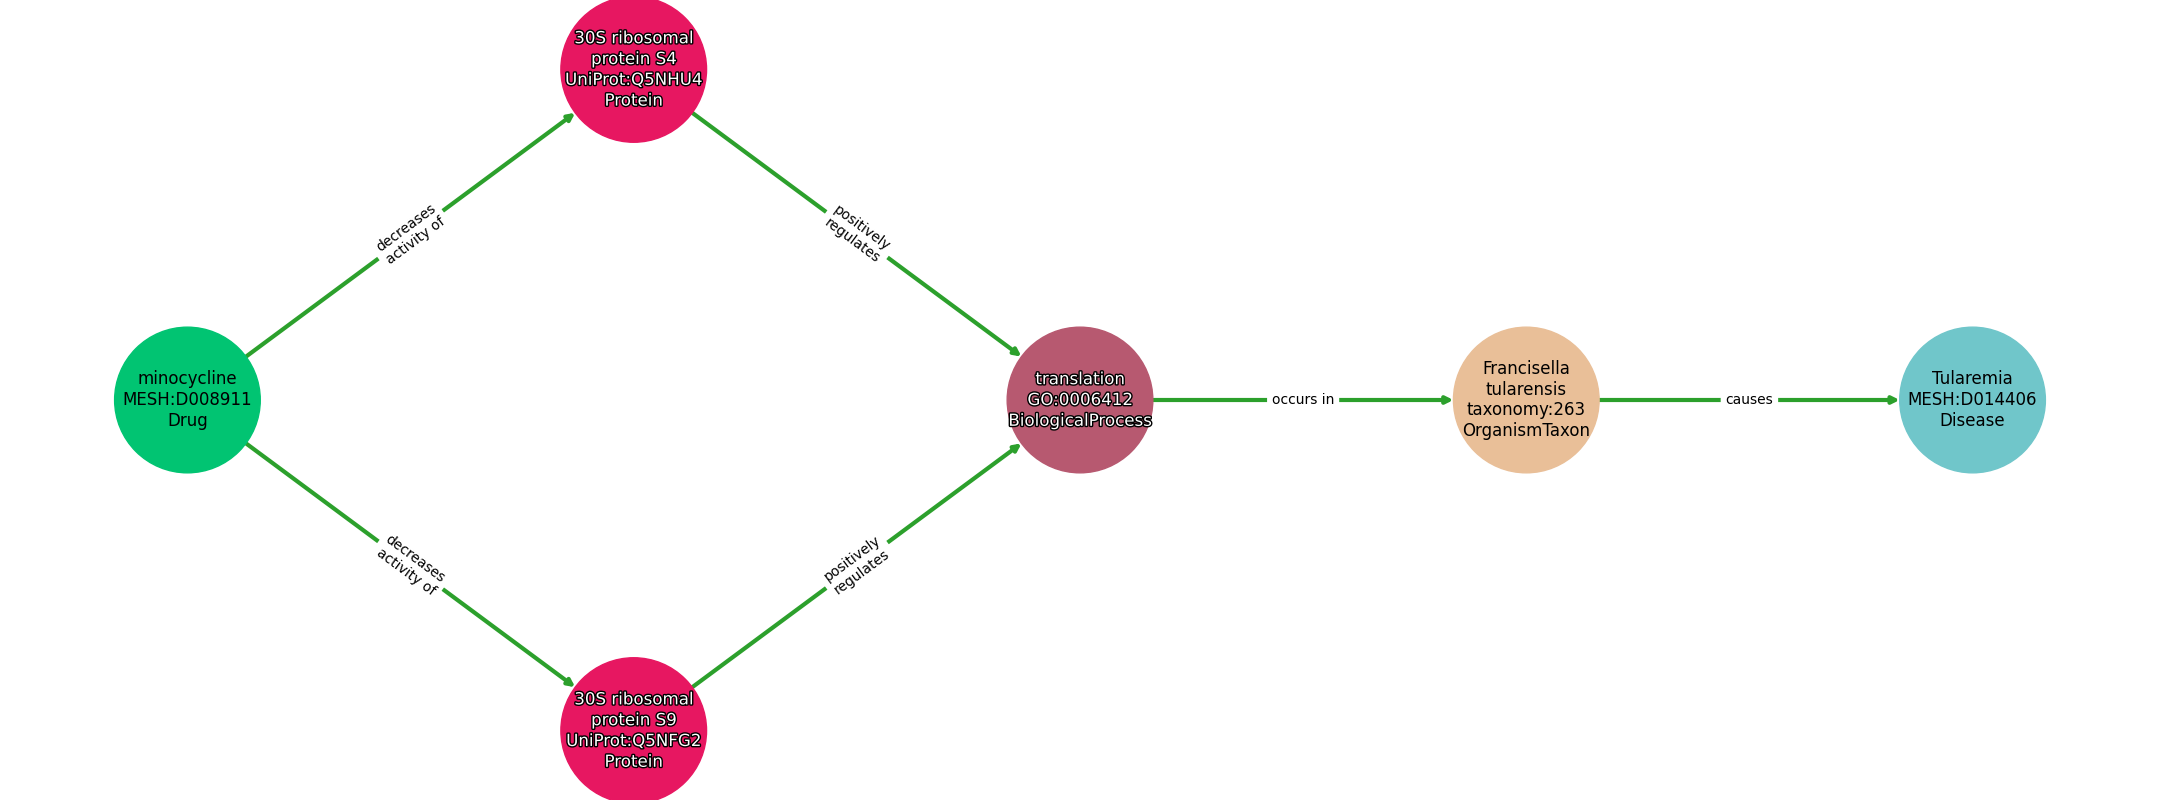 30S ribosomal
protein S4
UniProt:Q5NHU4
Protein
decreases
activity of
positively
regulates
minocycline
MESH:D008911
Drug
translation
GO:0006412
BiologicalProcess
occurs in
Francisella
tularensis
taxonomy:263
OrganismTaxon
causes
Tularemia
MESH:D014406
Disease
decreases
activity of
positively
regulates
30S ribosomal
protein S9
UniProt:Q5NFG2
Protein